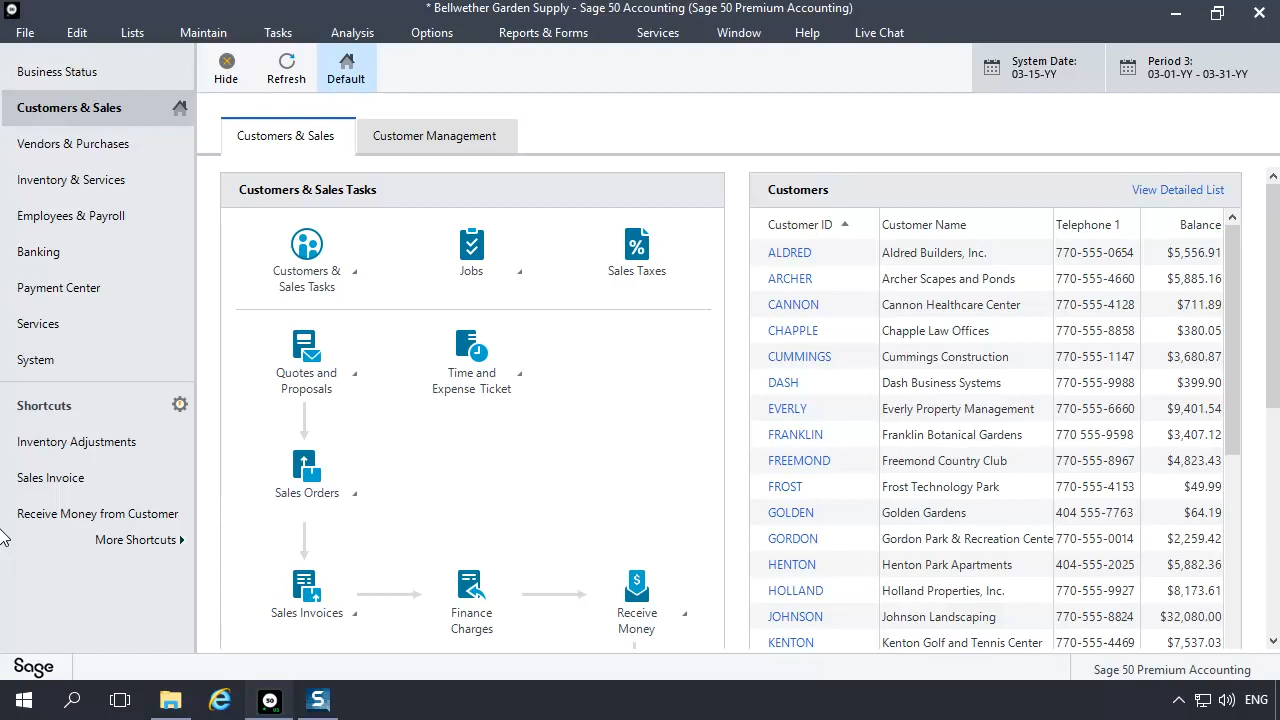 * Bellwether Garden Supply - Sage 50 Accounting (Sage 50 Premium Accounting)
File Edit Lists Maintain Tasks Analysis Options Reports & Forms Services Window Help Live Chat
Business Status
Customers & Sales
Vendors & Purchases
Inventory & Services
Employees & Payroll
Banking
Payment Center
Services
System
Shortcuts
Inventory Adjustments
Sales Invoice
Receive Money from Customer
More Shortcuts
Hide Refresh Default
System Date:
03-15-YY
Period 3:
03-01-YY - 03-31-YY
Customers & Sales Customer Management
Customers & Sales Tasks
Customers &
Sales Tasks
Jobs
Sales Taxes
Quotes and
Proposals
Time and
Expense Ticket
Sales Orders
Sales Invoices
Finance
Charges
Receive
Money
Customers View Detailed List
Customer ID Customer Name Telephone 1 Balance
ALDRED Aldred Builders, Inc. 770-555-0654 $5,556.91
ARCHER Archer Scapes and Ponds 770-555-4660 $5,885.16
CANNON Cannon Healthcare Center 770-555-4128 $711.89
CHAPPLE Chapple Law Offices 770-555-8858 $380.05
CUMMINGS Cummings Construction 770-555-1147 $3,680.87
DASH Dash Business Systems 770-555-9988 $399.90
EVERLY Everly Property Management 770-555-6660 $9,401.54
FRANKLIN Franklin Botanical Gardens 770 555-9598 $3,407.12
FREEMOND Freemond Country Club 770-555-8967 $4,823.43
FROST Frost Technology Park 770-555-4153 $49.99
GOLDEN Golden Gardens 404 555-7763 $64.19
GORDON Gordon Park & Recreation Cente 770-555-0014 $2,259.42
HENTON Henton Park Apartments 404-555-2025 $5,882.36
HOLLAND Holland Properties, Inc. 770-555-9927 $8,173.61
JOHNSON Johnson Landscaping 770-555-8824 $32,080.00
KENTON Kenton Golf and Tennis Center 770-555-4469 $7,537.03
Sage
Sage 50 Premium Accounting
ENG